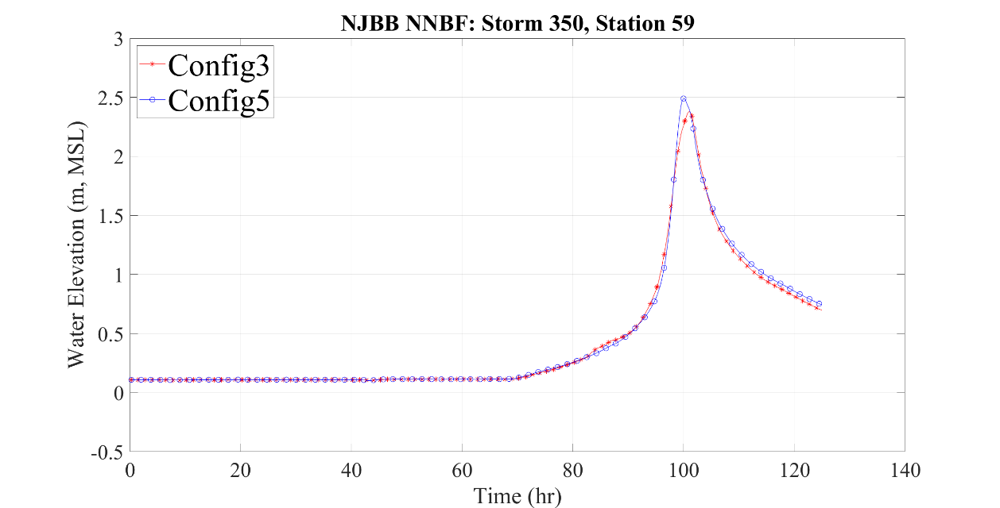 NJBB NNBF: Storm 350, Station 59
Config3
Config5
Water Elevation (m, MSL)
3
2.5
2
1.5
1
0.5
0
-0.5
0 20 40 60 80 100 120 140
Time (hr)